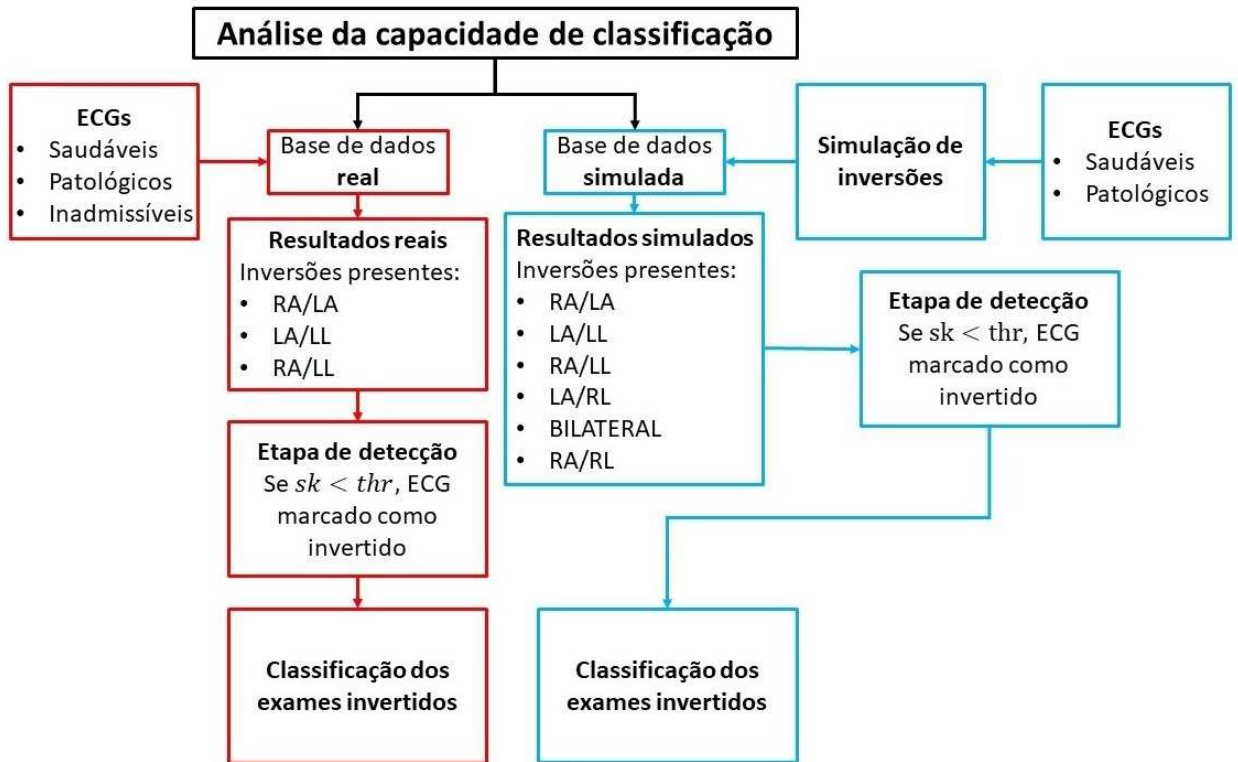 Análise da capacidade de classificação
ECGs
• Saudáveis
• Patológicos
• Inadmissíveis
Base de dados
real
Base de dados
simulada
Simulação de
inversões
ECGs
• Saudáveis
• Patológicos
Resultados reais
Inversões presentes:
• RA/LA
• LA/LL
• RA/LL
Resultados simulados
Inversões presentes:
• RA/LA
• LA/LL
• RA/LL
• LA/RL
• BILATERAL
• RA/RL
Etapa de detecção
Se sk < thr, ECG
marcado como
invertido
Etapa de detecção
Se sk < thr, ECG
marcado como
invertido
Classificação dos
exames invertidos
Classificação dos
exames invertidos